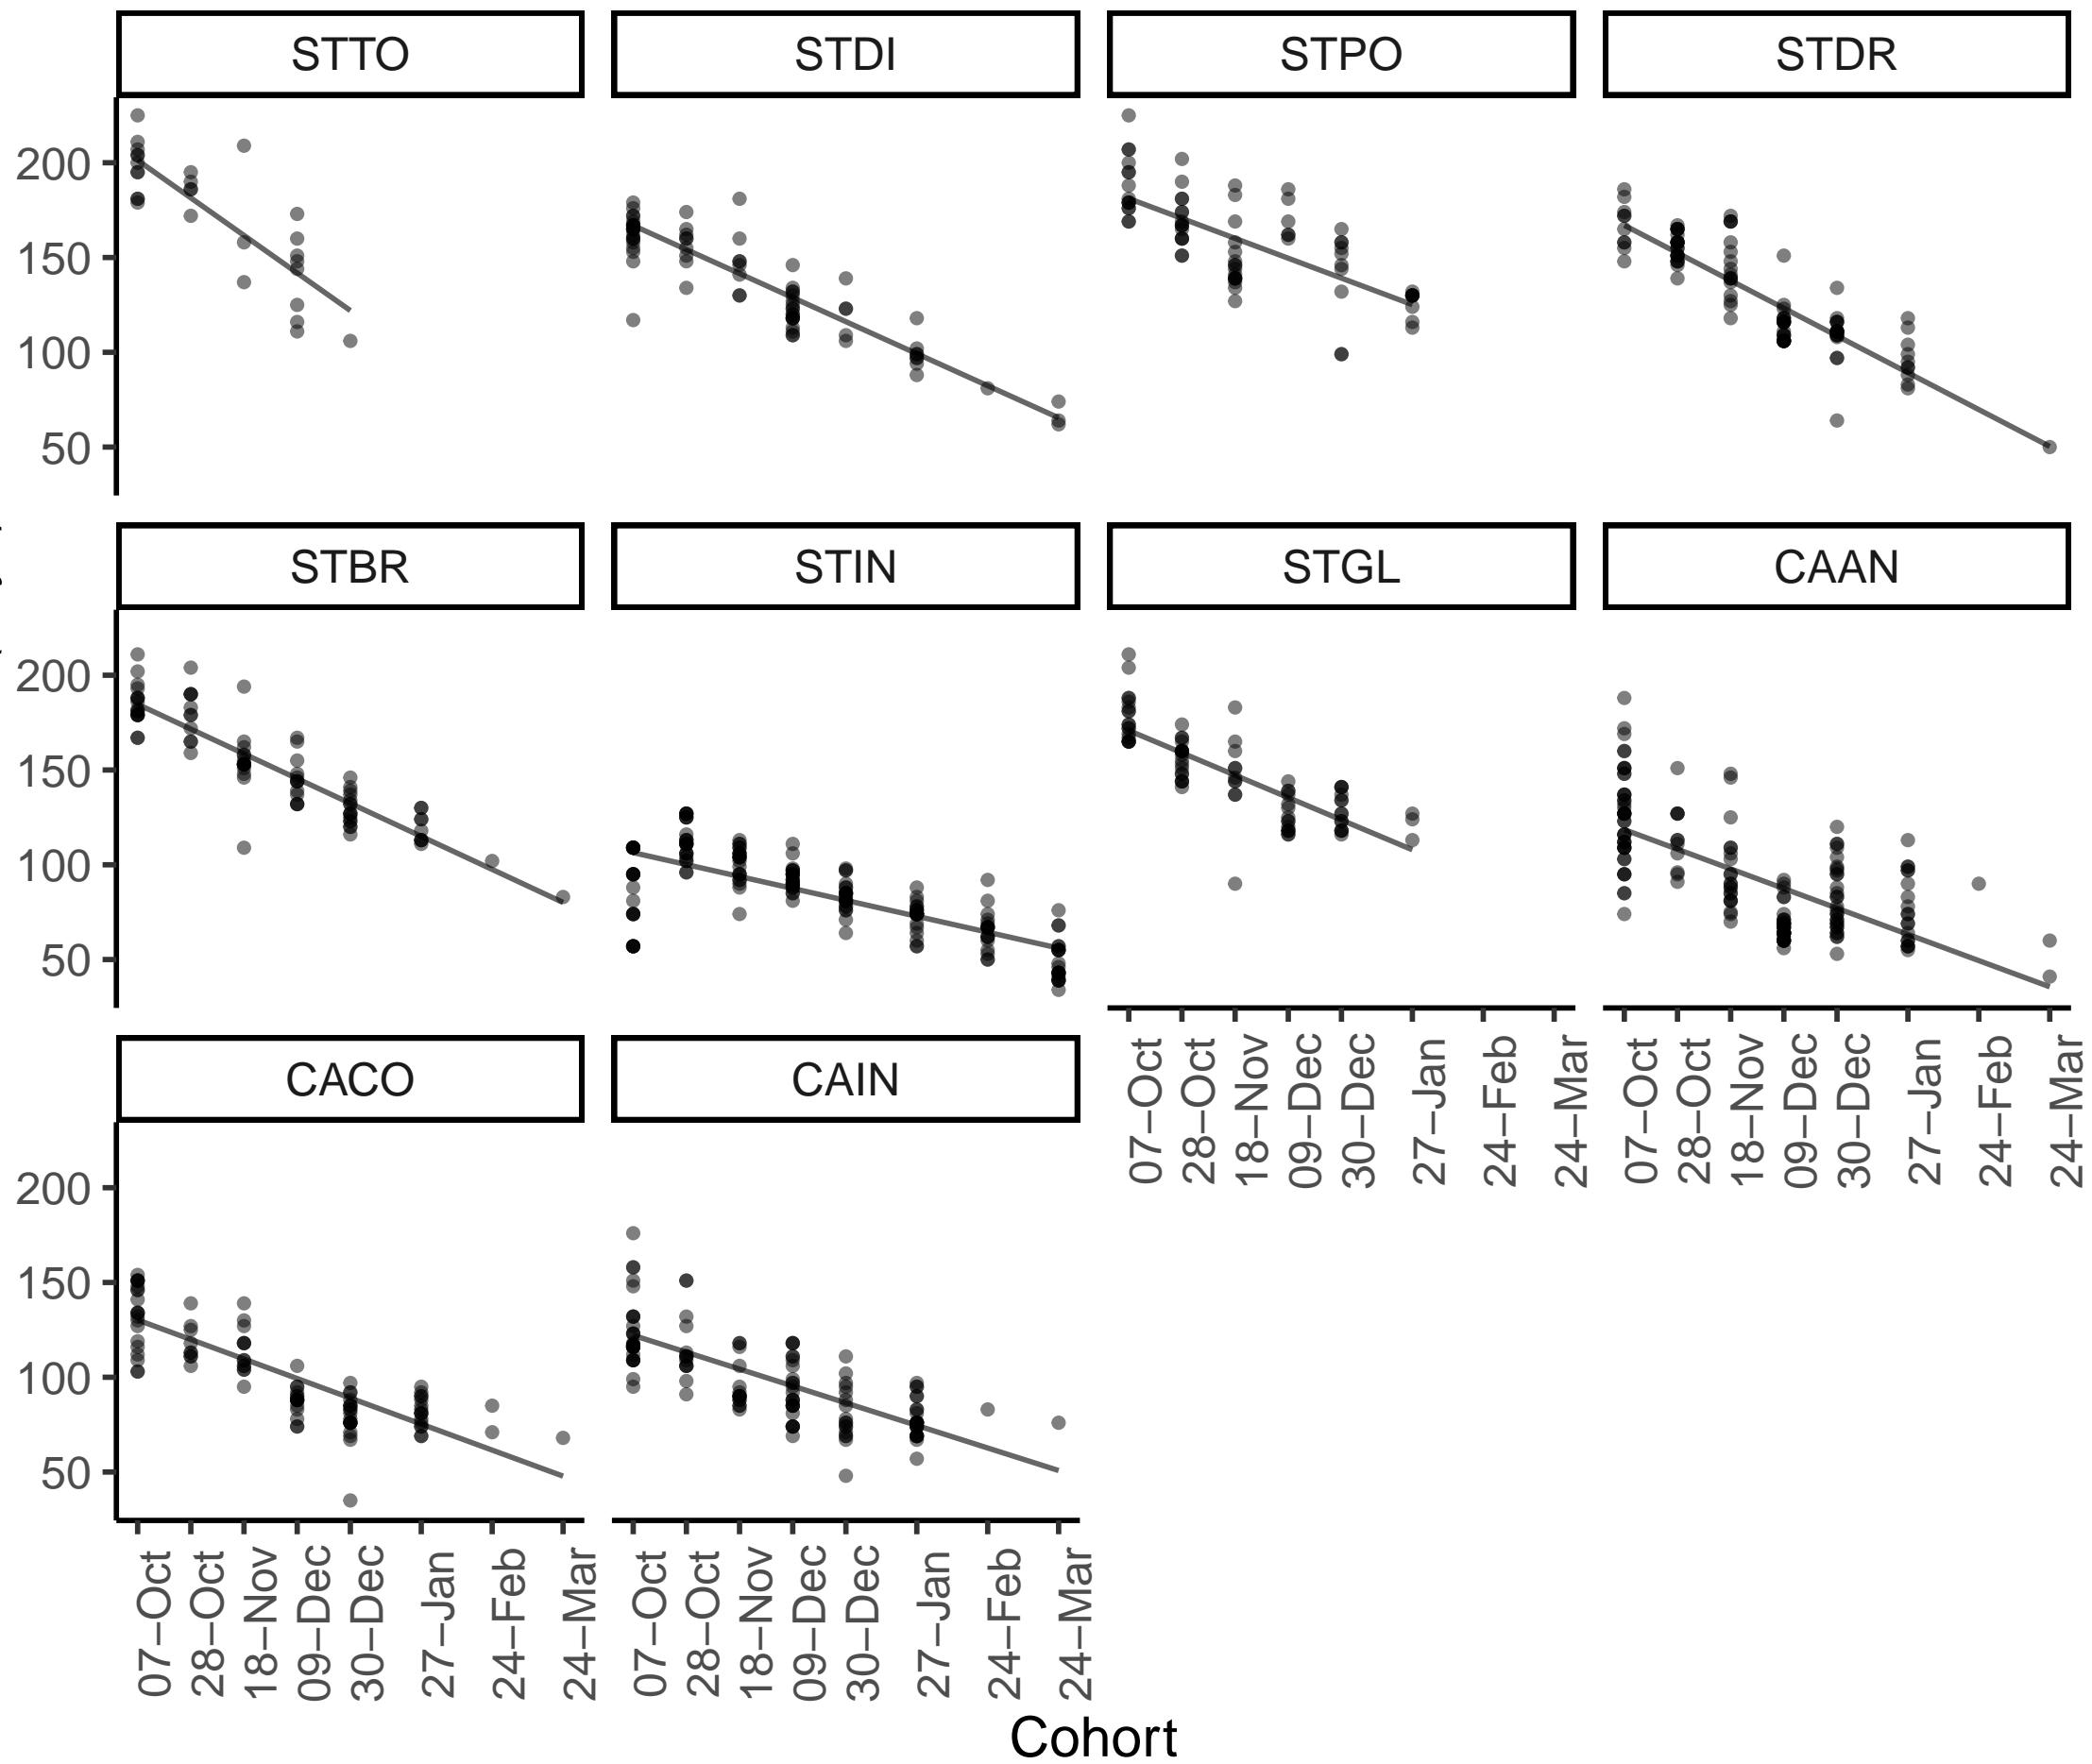 STTO STDI STPO STDR
200
150
100
50
STBR STIN STGL CAAN
200
150
100
50
07–Oct 28–Oct 18–Nov 09–Dec 30–Dec 27–Jan 24–Feb 24–Mar 07–Oct 28–Oct 18–Nov 09–Dec 30–Dec 27–Jan 24–Feb 24–Mar
CACO CAIN
200
150
100
50
07–Oct 28–Oct 18–Nov 09–Dec 30–Dec 27–Jan 24–Feb 24–Mar 07–Oct 28–Oct 18–Nov 09–Dec 30–Dec 27–Jan 24–Feb 24–Mar
Cohort